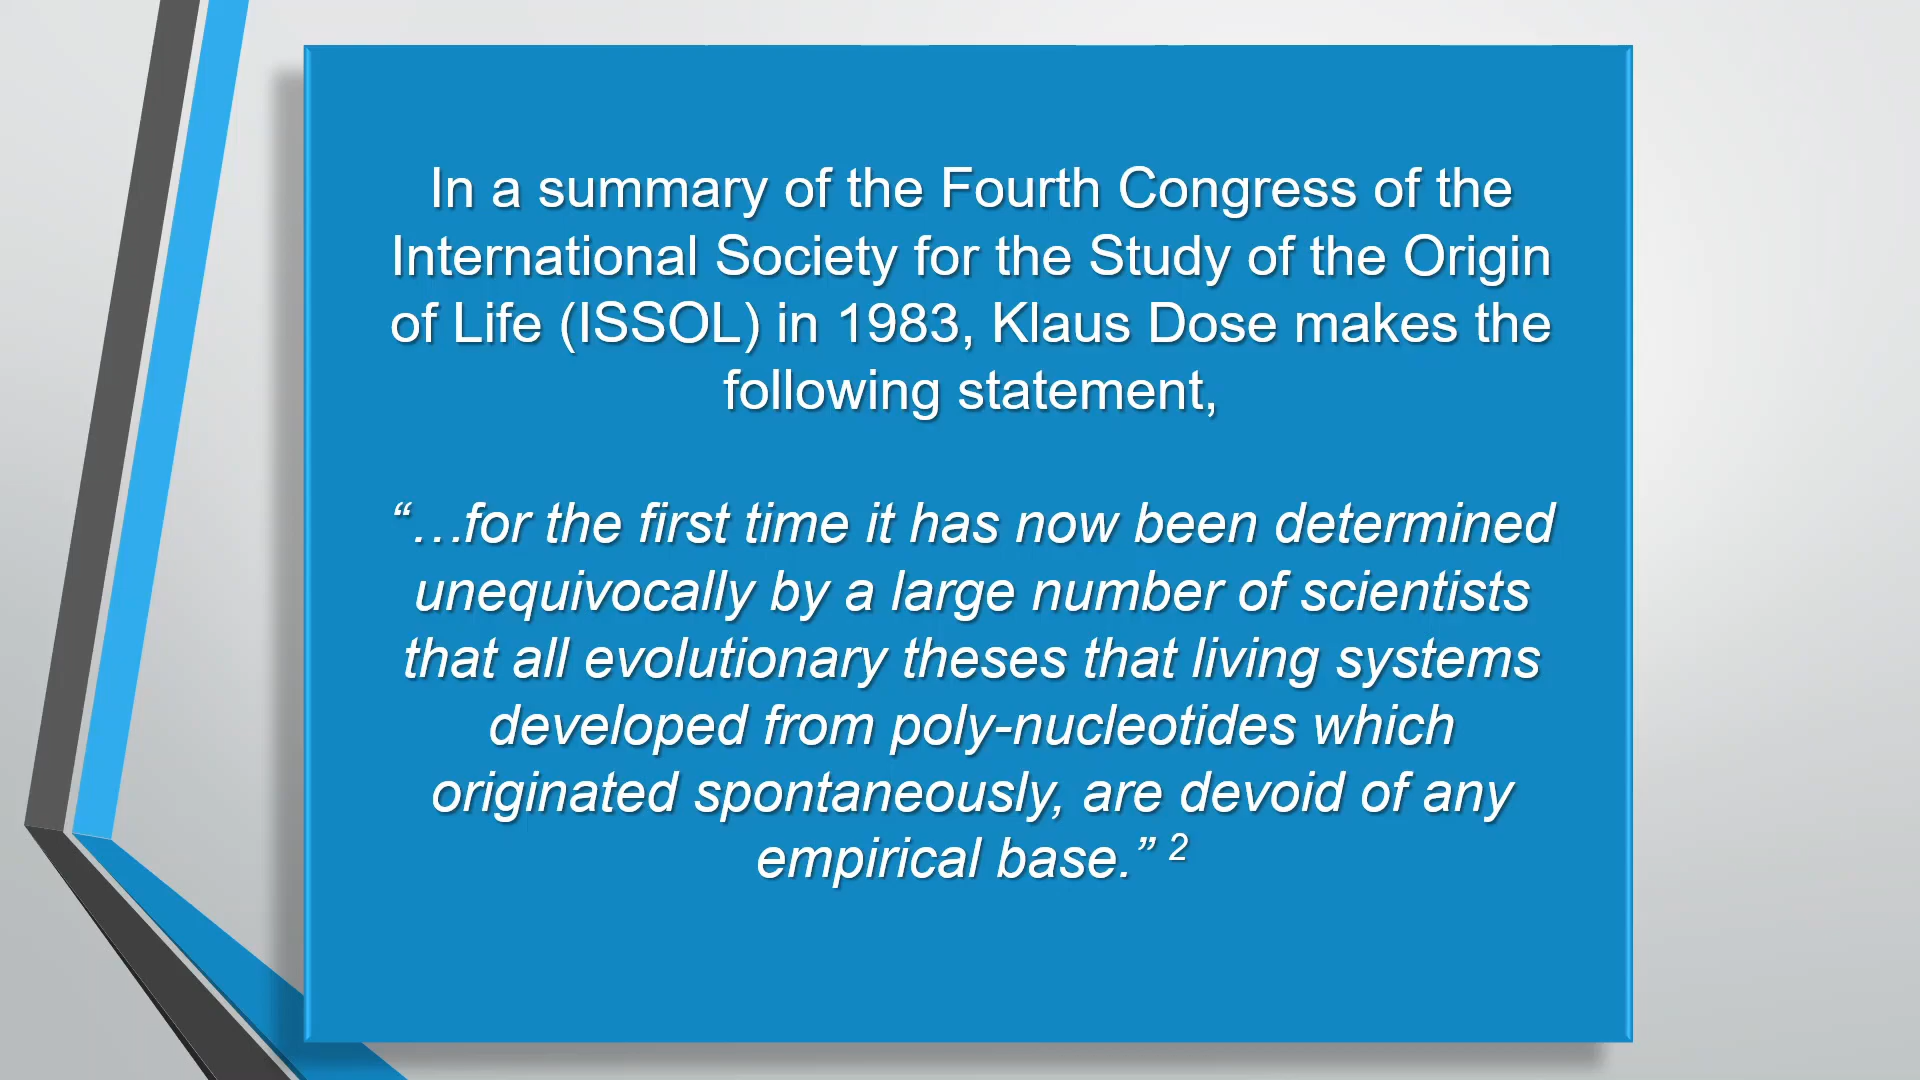 In a summary of the Fourth Congress of the
International Society for the Study of the Origin
of Life (ISSOL) in 1983, Klaus Dose makes the
following statement,
“…for the first time it has now been determined
unequivocally by a large number of scientists
that all evolutionary theses that living systems
developed from poly-nucleotides which
originated spontaneously, are devoid of any
empirical base.” 2